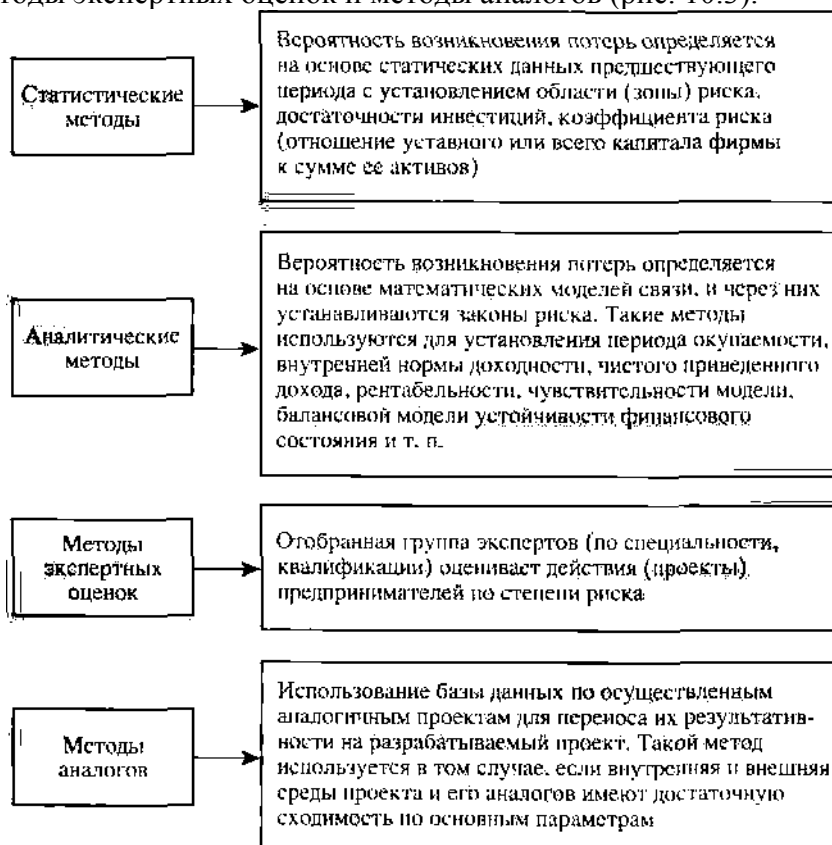 тоды экспертных оценок и методы аналогов (рис. 10.3).
Статистические
методы
Вероятность возникновения потерь определяется
на основе статических данных предшествующего
периода с установлением области (зоны) риска,
достаточности инвестиций, коэффициента риска
(отношение уставного или всего капитала фирмы
к сумме ее активов)
Аналитические
методы
Вероятность возникновения потерь определяется
на основе математических моделей связи, и через них
устанавливаются законы риска. Такие методы
используются для установления периода окупаемости,
внутренней нормы доходности, чистого приведенного
дохода, рентабельности, чувствительности модели,
балансовой модели устойчивости финансового
состояния и т. п.
Методы
экспертных
оценок
Отобранная группа экспертов (по специальности,
квалификации) оценивает действия (проекты)
предпринимателей по степени риска
Методы
аналогов
Использование базы данных по осуществленным
аналогичным проектам для переноса их результатив-
ности на разрабатываемый проект. Такой метод
используется в том случае, если внутренняя и внешняя
среды проекта и его аналогов имеют достаточную
сходимость по основным параметрам